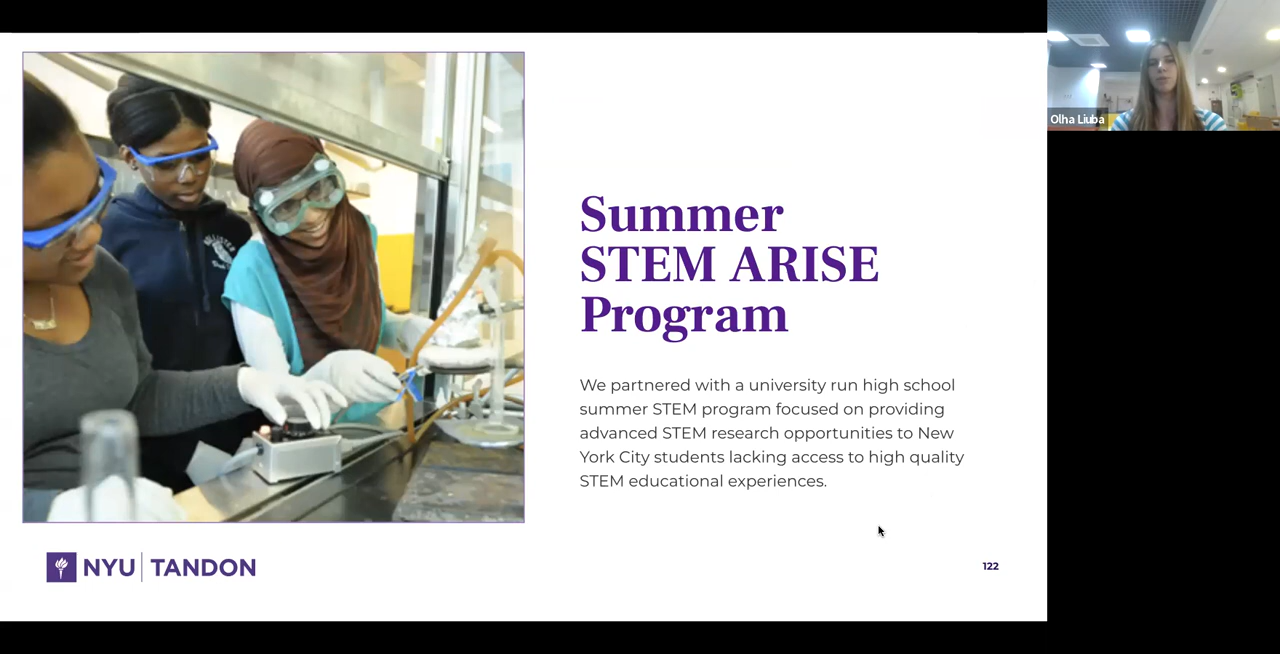 Summer
STEM ARISE
Program
We partnered with a university run high school
summer STEM program focused on providing
advanced STEM research opportunities to New
York City students lacking access to high quality
STEM educational experiences.
NYU TANDON
122
Olha Liuba